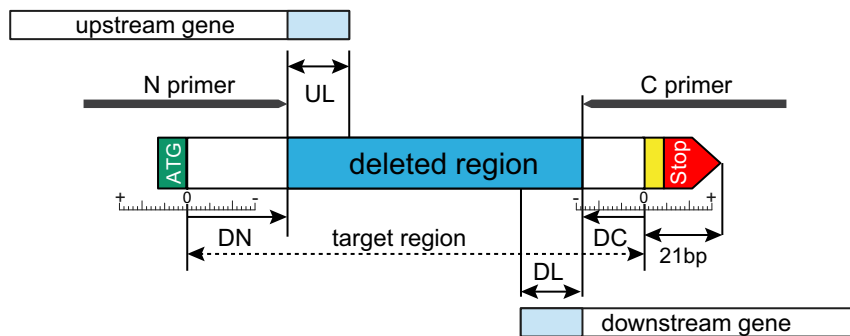 upstream gene
N primer
UL
C primer
ATG
deleted region
Stop
+ 0 -
- 0 +
DN
target region
DC
21bp
DL
downstream gene